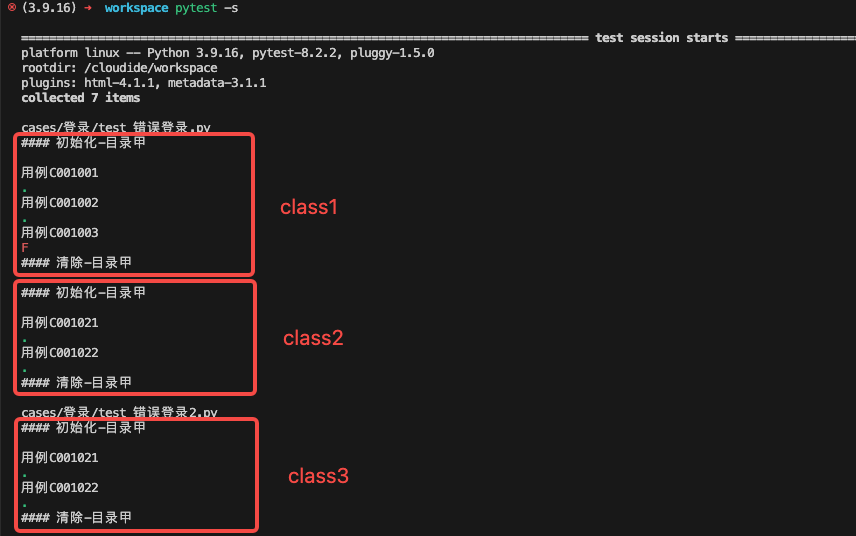 (3.9.16) → workspace pytest -s
test session starts
platform linux -- Python 3.9.16, pytest-8.2.2, pluggy-1.5.0
rootdir: /cloudide/workspace
plugins: html-4.1.1, metadata-3.1.1
collected 7 items
cases/登录/test_错误登录.py
#### 初始化-目录甲
用例C001001
.
用例C001002
.
用例C001003
F
#### 清除-目录甲
class1
#### 初始化-目录甲
用例C001021
.
用例C001022
.
#### 清除-目录甲
class2
cases/登录/test_错误登录2.py
#### 初始化-目录甲
用例C001021
.
用例C001022
.
#### 清除-目录甲
class3